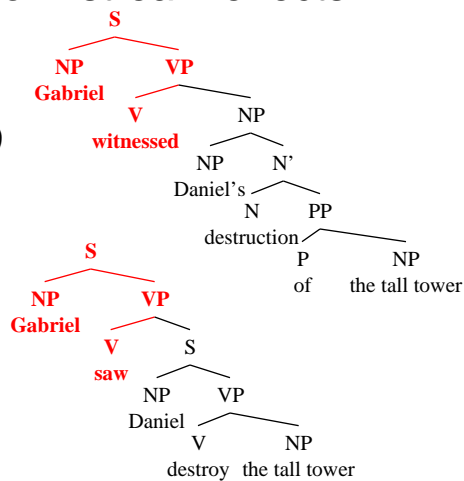 S
NP VP
Gabriel
V NP
witnessed
NP N’
Daniel’s
N PP
destruction
P NP
of the tall tower
)
S
NP VP
Gabriel
V S
saw
NP VP
Daniel
V NP
destroy the tall tower